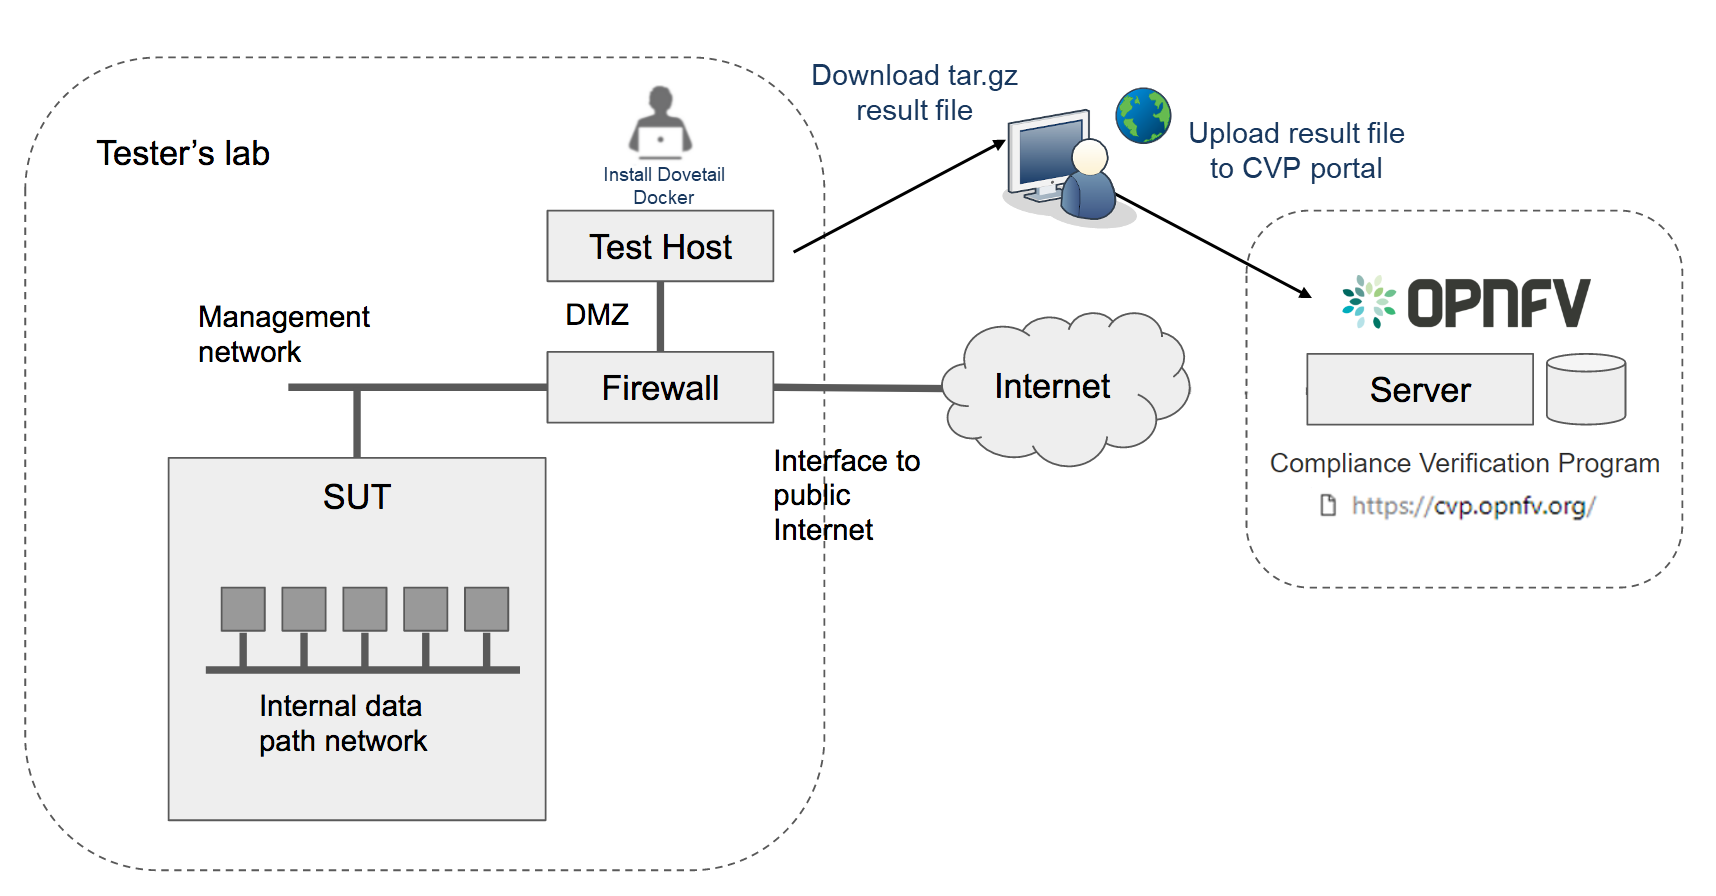 Tester's lab
Install Dovetail
Docker
Test Host
DMZ
Management
network
Firewall
SUT
Internal data
path network
Interface to
public
Internet
Internet
Download tar.gz
result file
Upload result file
to CVP portal
OPNFV
Server
Compliance Verification Program
https://cvp.opnfv.org/